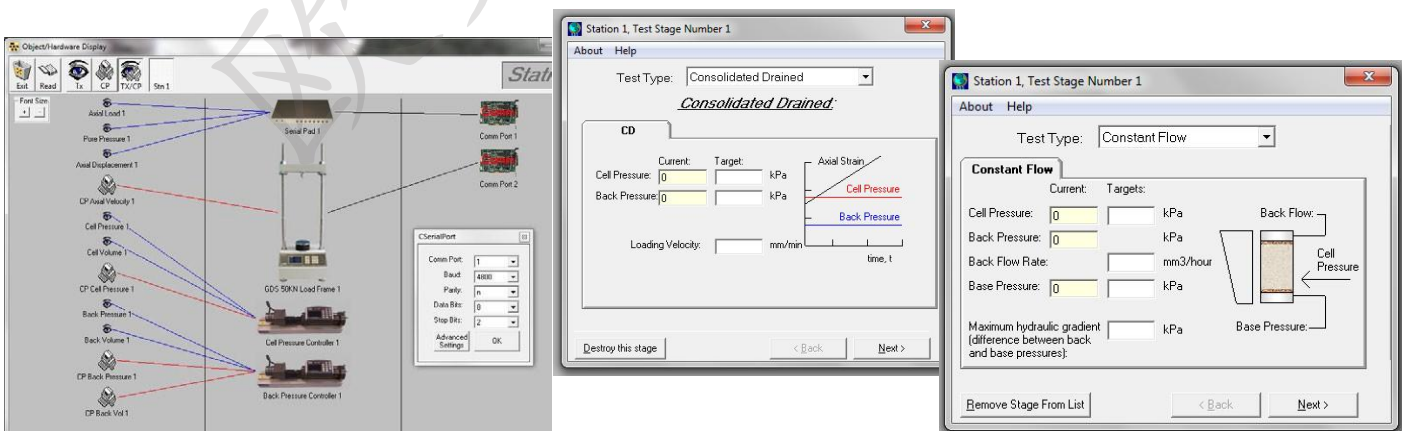 Object/Hardware Display
Exit Read Tx CP TX/CP Stn 1
Font Size
+ -
Axial Load 1
Pore Pressure 1
Axial Displacement 1
CP Axial Velocity 1
Cell Pressure 1
Cell Volume 1
CP Cell Pressure 1
Back Pressure 1
Back Volume 1
CP Back Pressure 1
CP Back Vol 1
Serial Pad 1
GDS 50KN Load Frame 1
Cell Pressure Controller 1
Back Pressure Controller 1
Comm Port 1
Comm Port 2
CSerialPort
Comm Port: 1
Baud: 4800
Parity: n
Data Bits: 8
Stop Bits: 2
Advanced Settings OK
Station 1, Test Stage Number 1
About Help
Test Type: Consolidated Drained
Consolidated Drained:
CD
Current: Target:
Cell Pressure: 0 kPa
Back Pressure: 0 kPa
Loading Velocity: mm/min
Axial Strain
Cell Pressure
Back Pressure
time, t
Destroy this stage < Back Next >
Station 1, Test Stage Number 1
About Help
Test Type: Constant Flow
Constant Flow
Current: Targets:
Cell Pressure: 0 kPa
Back Pressure: 0 kPa
Back Flow Rate: mm3/hour
Base Pressure: 0 kPa
Maximum hydraulic gradient kPa
(difference between back
and base pressures):
Back Flow:
Cell
Pressure
Base Pressure:
Remove Stage From List < Back Next >